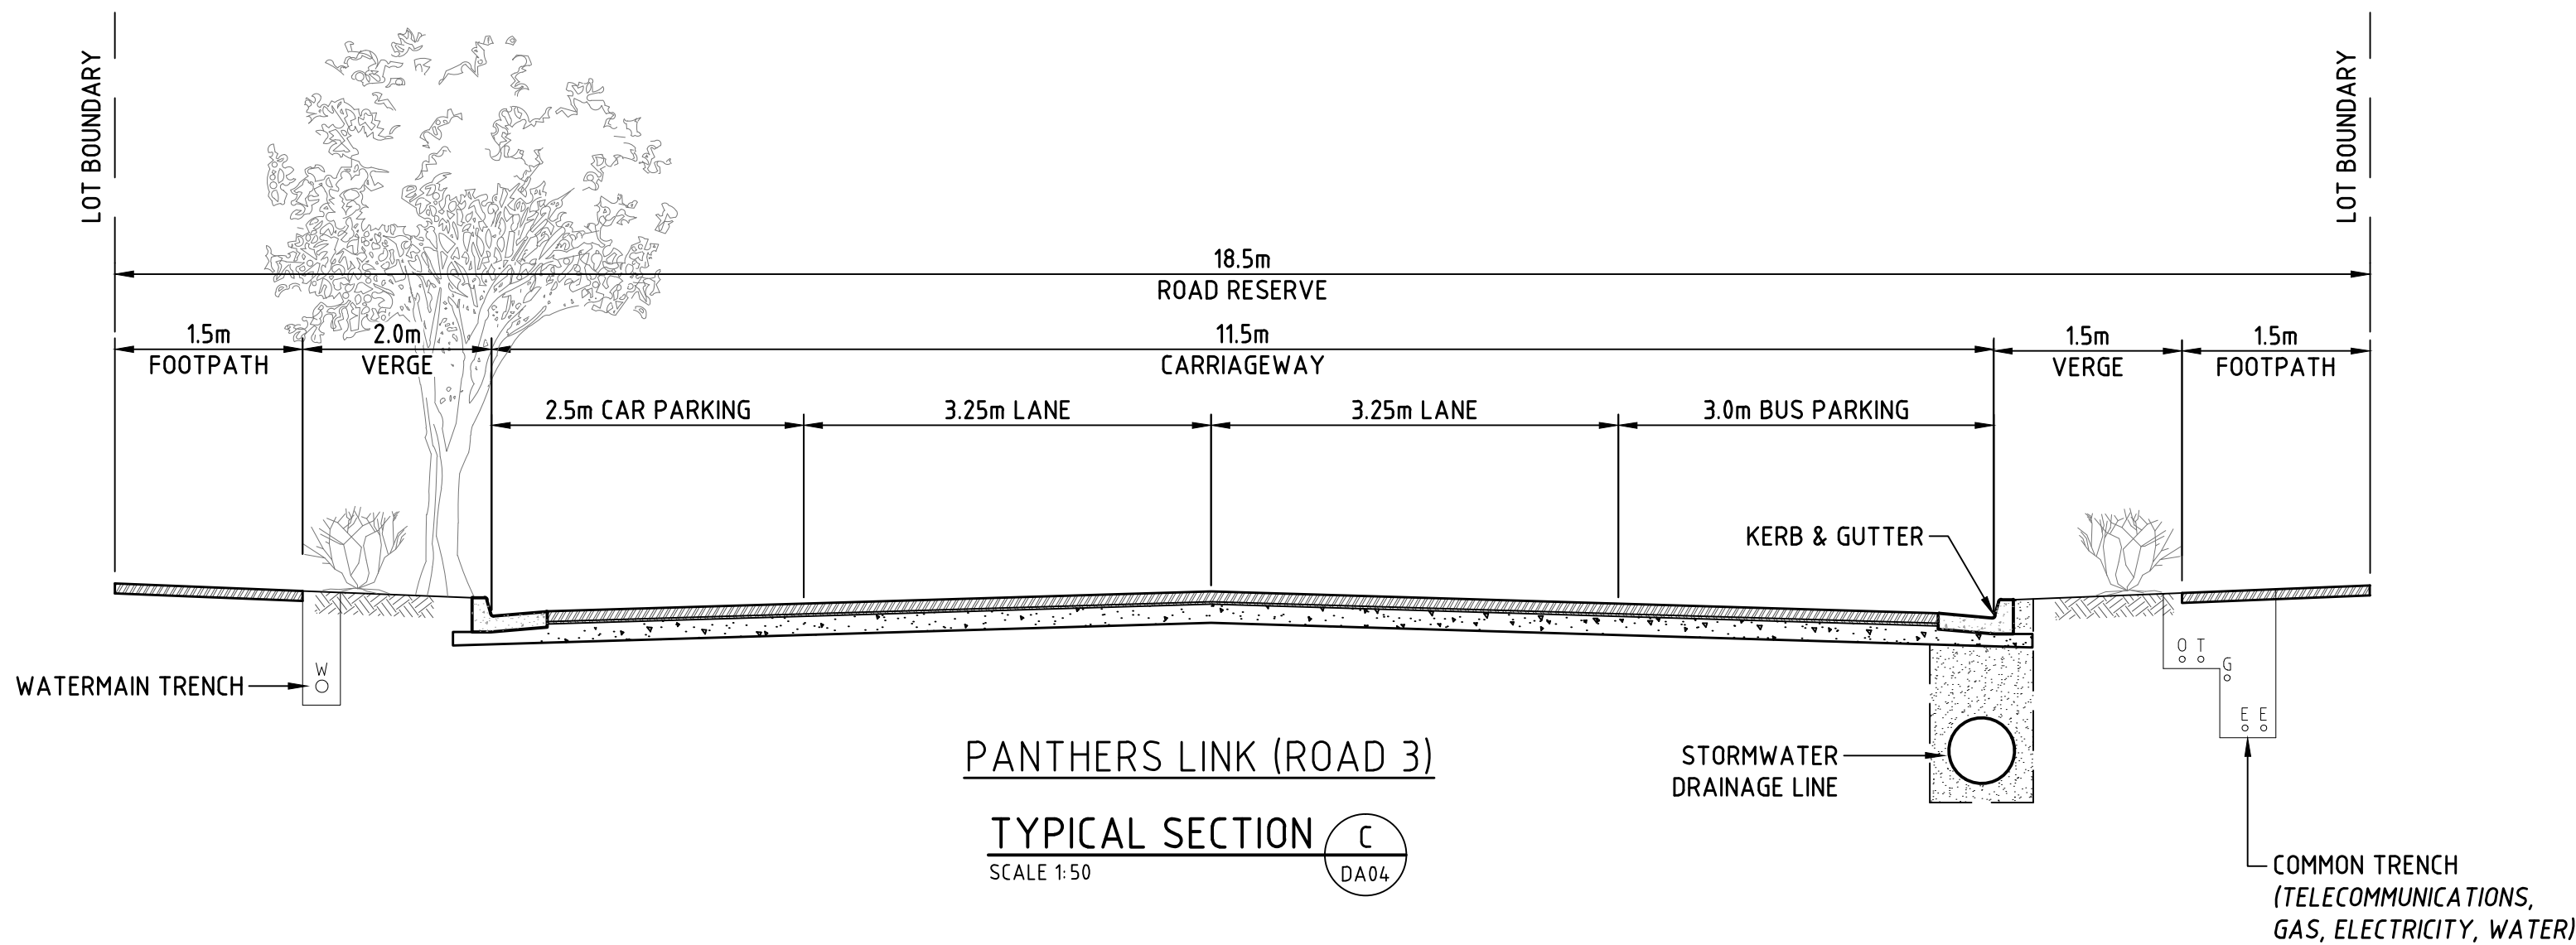 LOT BOUNDARY
LOT BOUNDARY
18.5m
ROAD RESERVE
1.5m
FOOTPATH
2.0m
VERGE
11.5m
CARRIAGEWAY
1.5m
VERGE
1.5m
FOOTPATH
2.5m CAR PARKING
3.25m LANE
3.25m LANE
3.0m BUS PARKING
KERB & GUTTER
W
WATERMAIN TRENCH
O T
G
E E
STORMWATER
DRAINAGE LINE
PANTHERS LINK (ROAD 3)
TYPICAL SECTION
C
SCALE 1:50
DA04
COMMON TRENCH
(TELECOMMUNICATIONS,
GAS, ELECTRICITY, WATER)